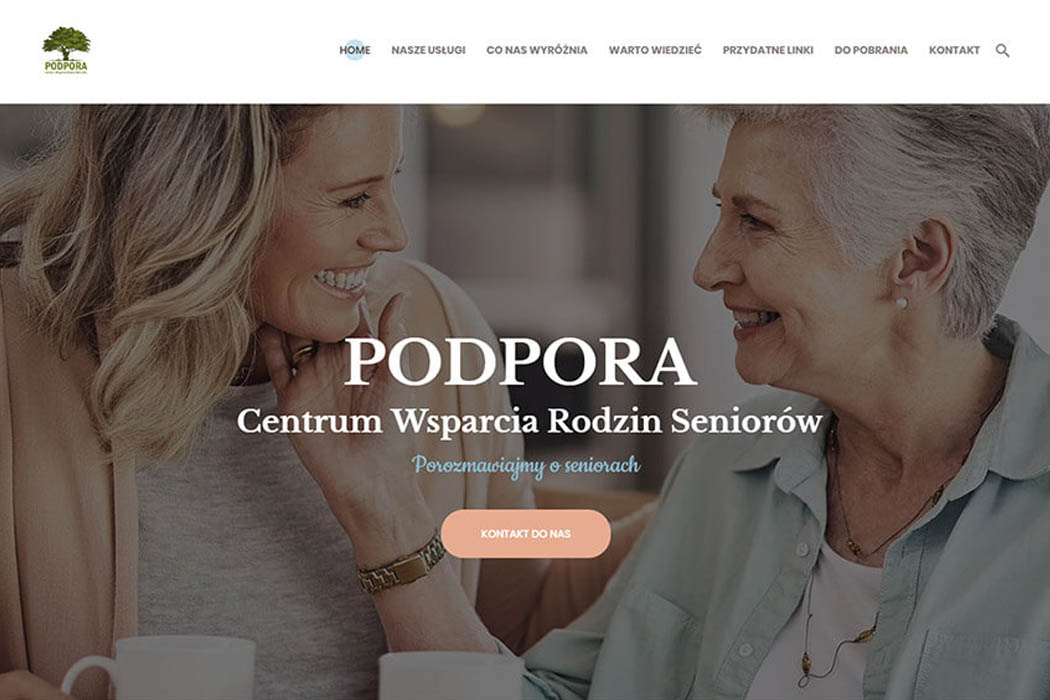 PODPORA
HOME NASZE USŁUGI CO NAS WYRÓŻNIA WARTO WIEDZIEĆ PRZYDATNE LINKI DO POBRANIA KONTAKT
PODPORA
Centrum Wsparcia Rodzin Seniorów
Porozmawiajmy o seniorach
KONTAKT DO NAS